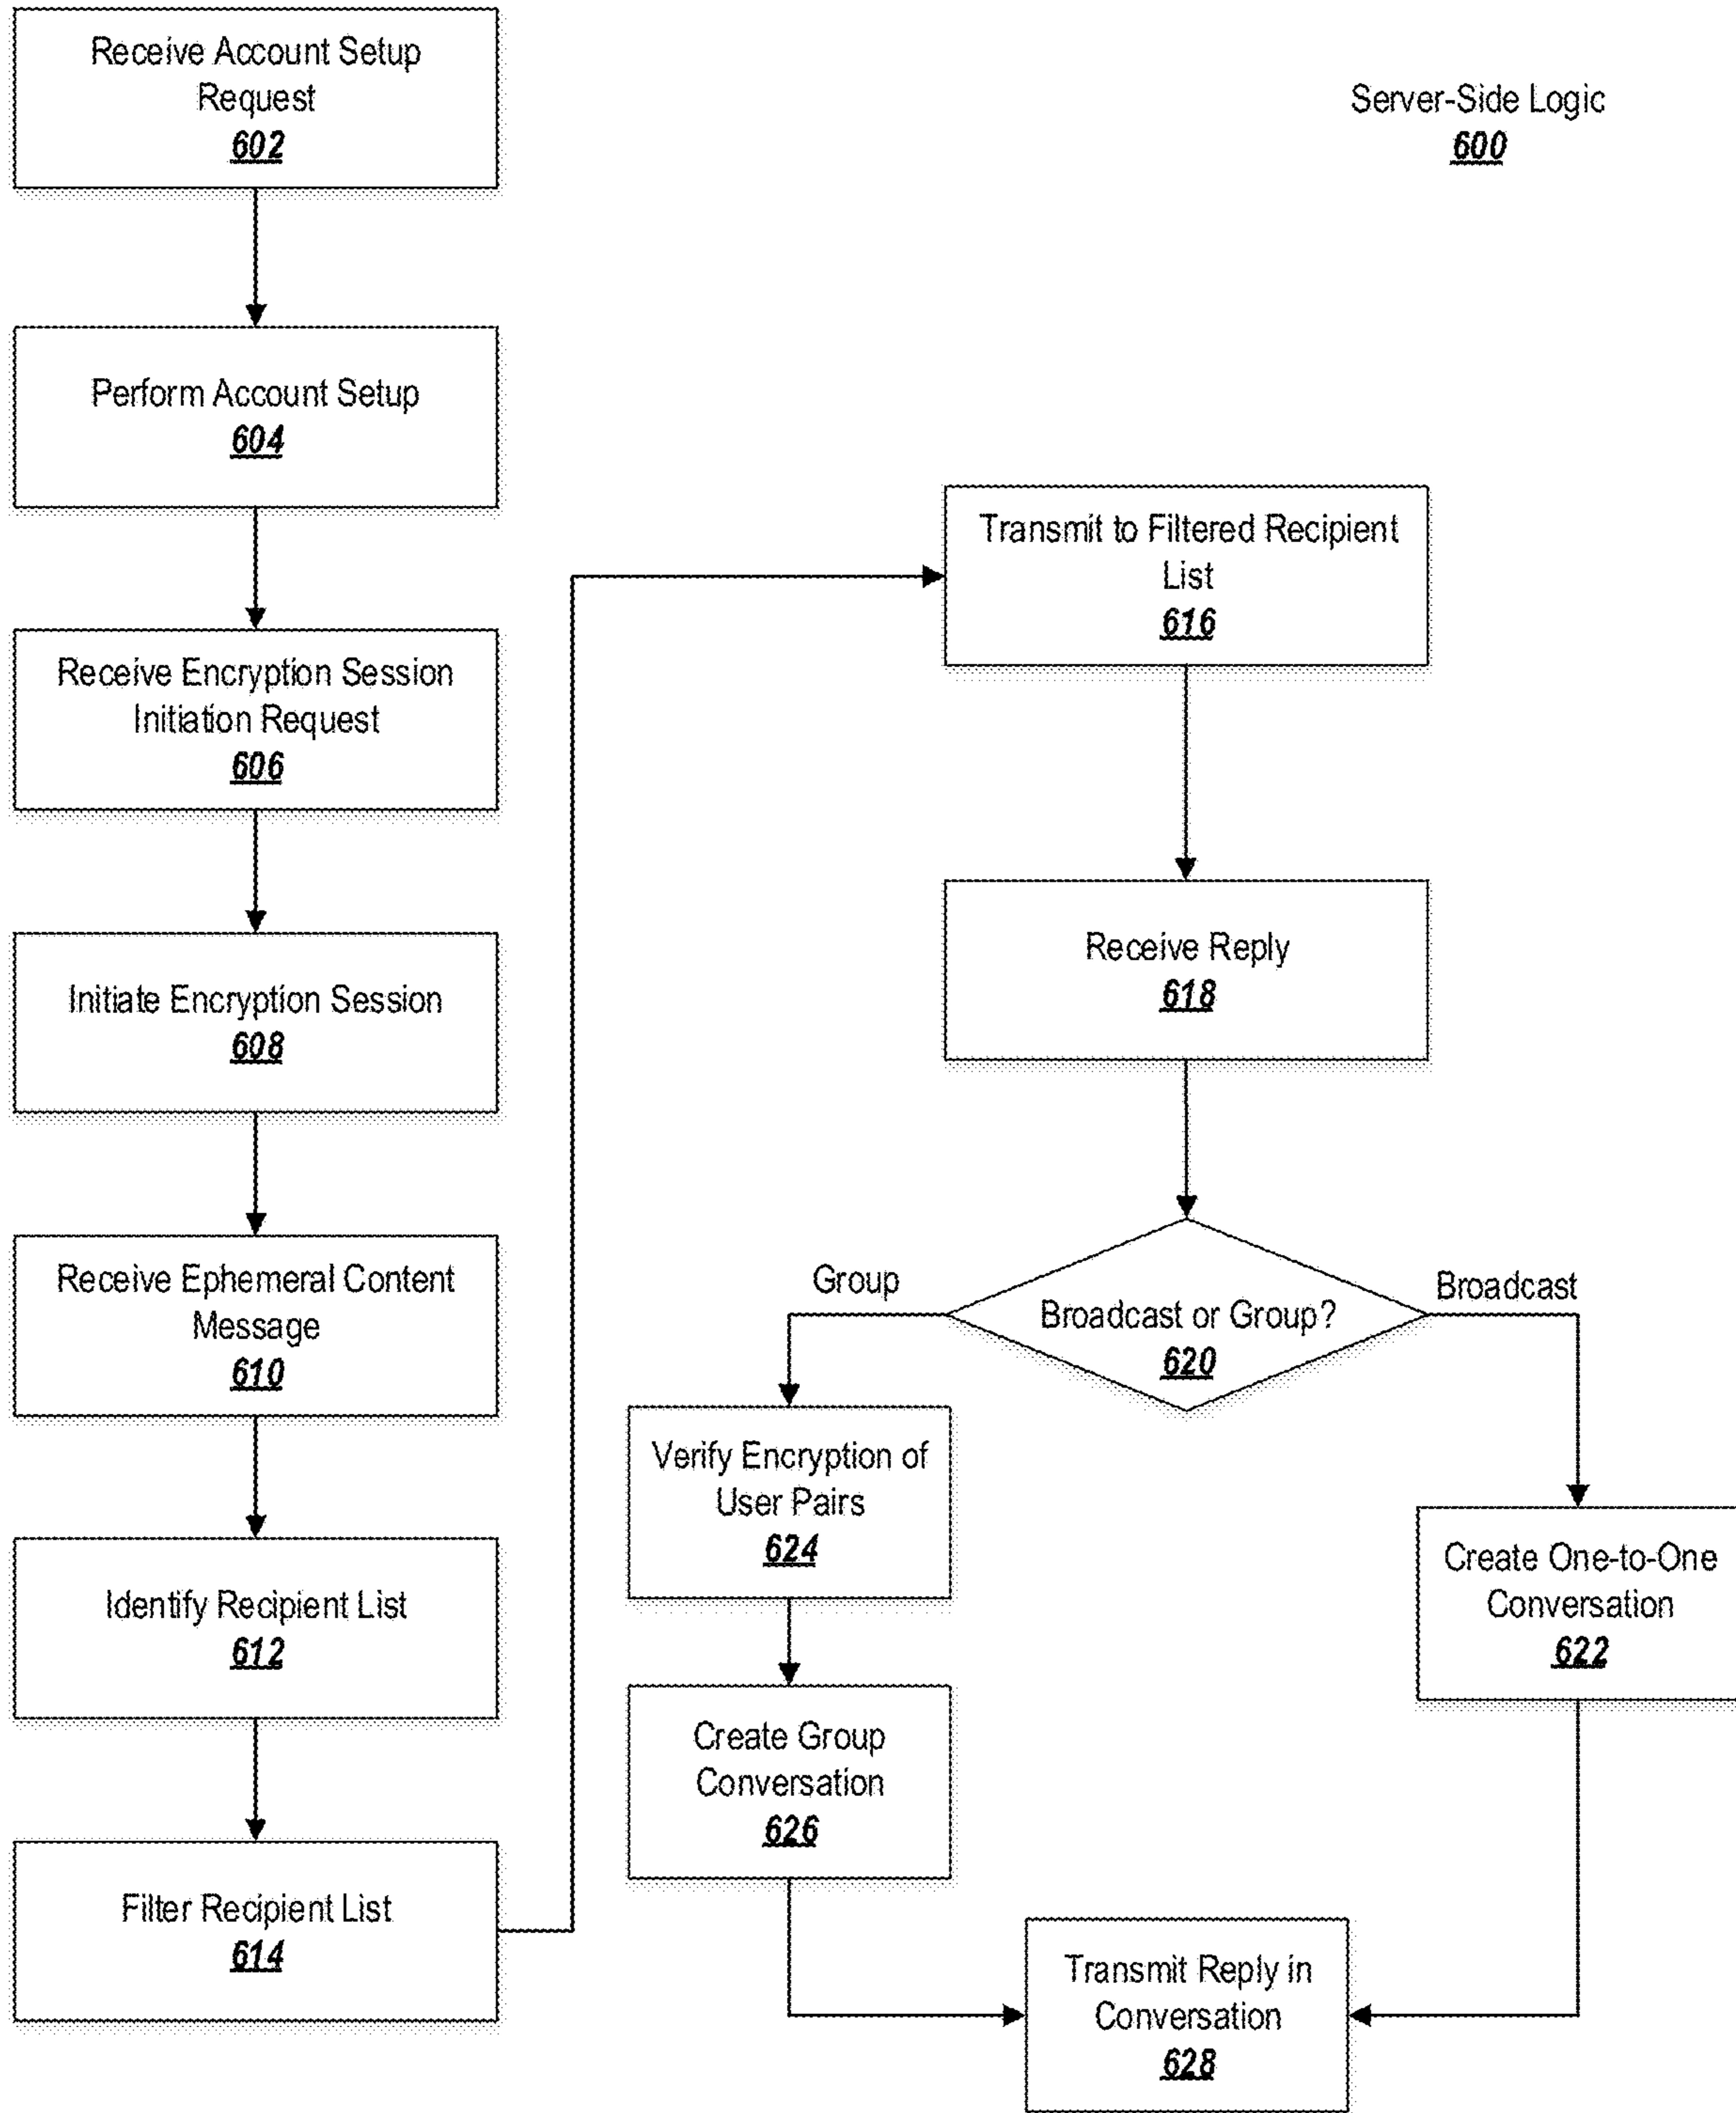 Receive Account Setup
Request
602
Server-Side Logic
600
Perform Account Setup
604
Receive Encryption Session
Initiation Request
606
Initiate Encryption Session
608
Receive Ephemeral Content
Message
610
Identify Recipient List
612
Filter Recipient List
614
Transmit to Filtered Recipient
List
616
Receive Reply
618
Broadcast or Group?
620
Group
Broadcast
Verify Encryption of
User Pairs
624
Create Group
Conversation
626
Create One-to-One
Conversation
622
Transmit Reply in
Conversation
628